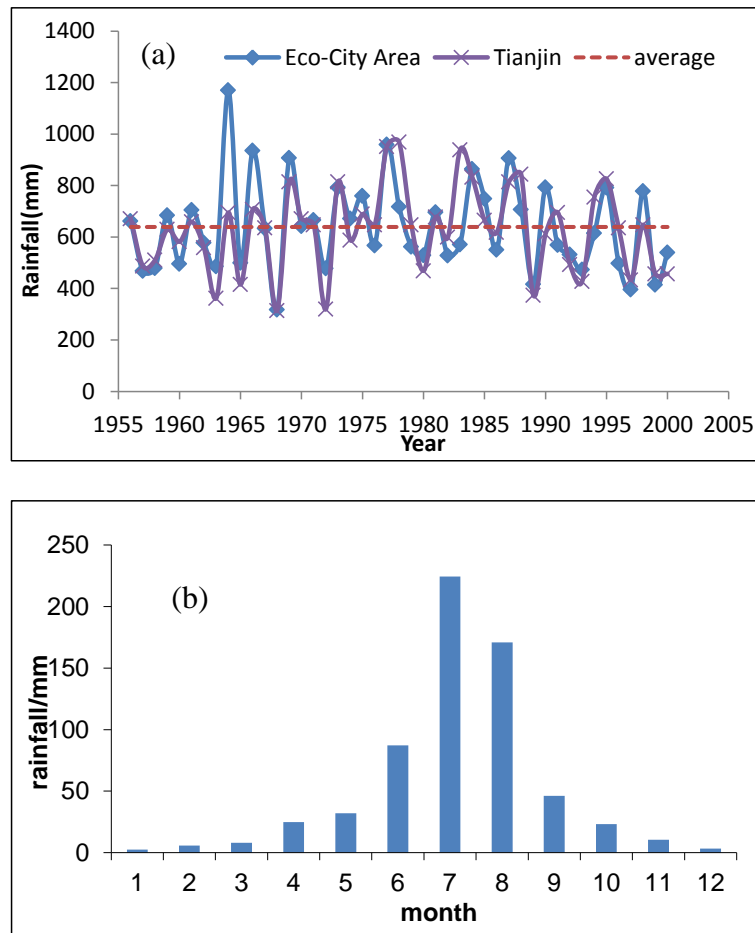 1400
(a)
Eco-City Area
Tianjin
average
1200
1000
800
600
400
200
0
Rainfall(mm)
1955 1960 1965 1970 1975 1980 1985 1990 1995 2000 2005
Year
250
(b)
200
150
100
50
0
rainfall/mm
1 2 3 4 5 6 7 8 9 10 11 12
month